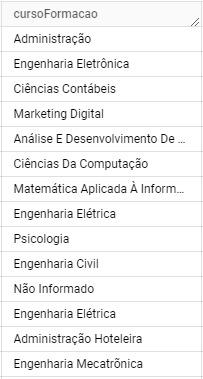 cursoFormacao
Administração
Engenharia Eletrônica
Ciências Contábeis
Marketing Digital
Análise E Desenvolvimento De ...
Ciências Da Computação
Matemática Aplicada À Inform...
Engenharia Elétrica
Psicologia
Engenharia Civil
Não Informado
Engenharia Elétrica
Administração Hoteleira
Engenharia Mecatrõnica